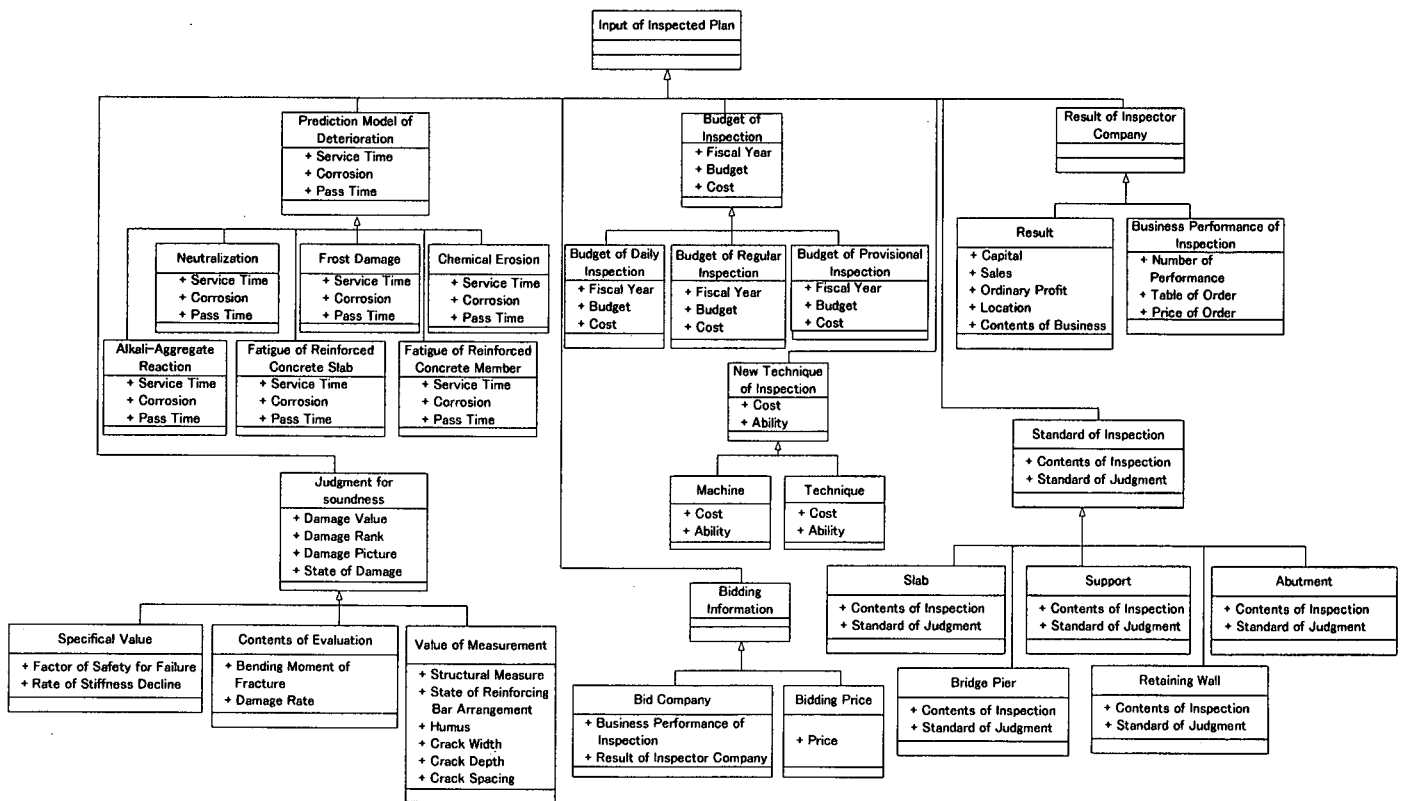 Input of Inspected Plan
Prediction Model of
Deterioration
+ Service Time
+ Corrosion
+ Pass Time
Budget of
Inspection
+ Fiscal Year
+ Budget
+ Cost
Result of Inspector
Company
Neutralization
+ Service Time
+ Corrosion
+ Pass Time
Frost Damage
+ Service Time
+ Corrosion
+ Pass Time
Chemical Erosion
+ Service Time
+ Corrosion
+ Pass Time
Budget of Daily
Inspection
+ Fiscal Year
+ Budget
+ Cost
Budget of Regular
Inspection
+ Fiscal Year
+ Budget
+ Cost
Budget of Provisional
Inspection
+ Fiscal Year
+ Budget
+ Cost
Result
+ Capital
+ Sales
+ Ordinary Profit
+ Location
+ Contents of Business
Business Performance of
Inspection
+ Number of
Performance
+ Table of Order
+ Price of Order
Alkali-Aggregate
Reaction
+ Service Time
+ Corrosion
+ Pass Time
Fatigue of Reinforced
Concrete Slab
+ Service Time
+ Corrosion
+ Pass Time
Fatigue of Reinforced
Concrete Member
+ Service Time
+ Corrosion
+ Pass Time
New Technique
of Inspection
+ Cost
+ Ability
Standard of Inspection
+ Contents of Inspection
+ Standard of Judgment
Judgment for
soundness
+ Damage Value
+ Damage Rank
+ Damage Picture
+ State of Damage
Machine
+ Cost
+ Ability
Technique
+ Cost
+ Ability
Slab
+ Contents of Inspection
+ Standard of Judgment
Support
+ Contents of Inspection
+ Standard of Judgment
Abutment
+ Contents of Inspection
+ Standard of Judgment
Bidding
Information
Specifical Value
+ Factor of Safety for Failure
+ Rate of Stiffness Decline
Contents of Evaluation
+ Bending Moment of
Fracture
+ Damage Rate
Value of Measurement
+ Structural Measure
+ State of Reinforcing
Bar Arrangement
+ Humus
+ Crack Width
+ Crack Depth
+ Crack Spacing
Bid Company
+ Business Performance of
Inspection
+ Result of Inspector Company
Bidding Price
+ Price
Bridge Pier
+ Contents of Inspection
+ Standard of Judgment
Retaining Wall
+ Contents of Inspection
+ Standard of Judgment